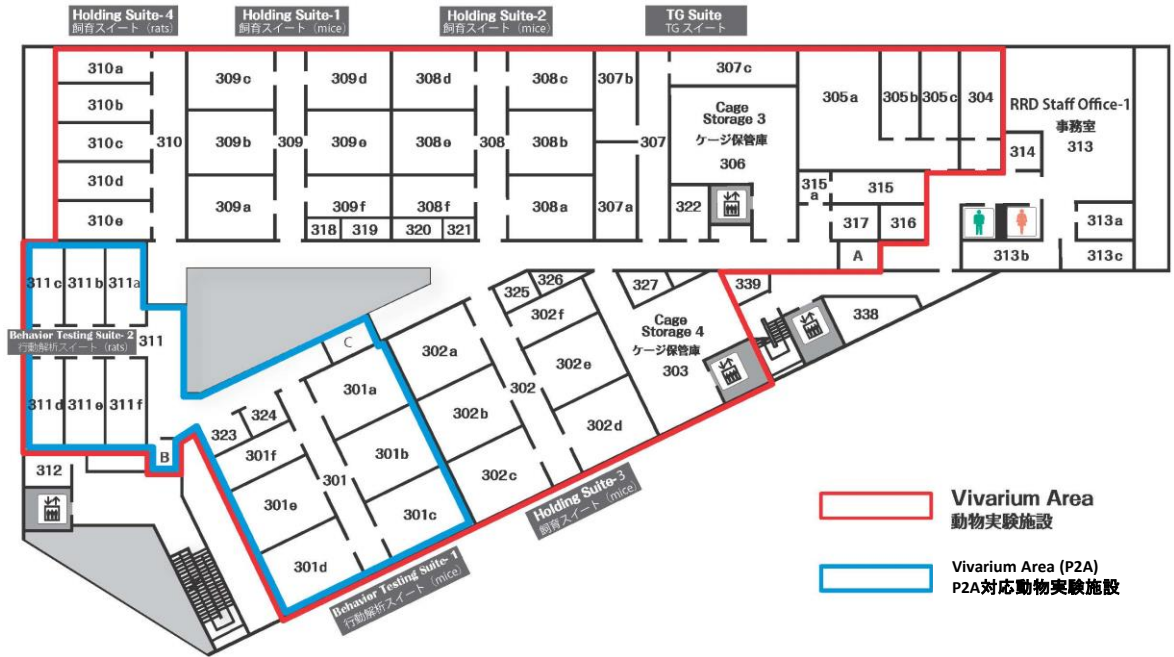 Holding Suite-4
飼育スイート (rats)
Holding Suite-1
飼育スイート (mice)
Holding Suite-2
飼育スイート (mice)
TG Suite
TG スイート
310a
310b
310c
310d
310e
310
309c
309b
309a
309
309d
309e
309f
318
319
308d
308e
308f
320
321
308
308c
308b
308a
307b
307a
307
307c
Cage
Storage 3
ケージ保管庫
306
322
305a
305b
305c
304
315
a
315
317
316
A
RRD Staff Office-1
事務室
313
314
313a
313b
313c
311c
311b
311a
Behavior Testing Suite-2
行動解析スイート (rats)
311
311d
311e
311f
B
312
C
301a
301b
301c
301
324
323
301f
301e
301d
Behavior Testing Suite-1
行動解析スイート (mice)
302a
302b
302c
302
325
326
302f
302e
302d
Holding Suite-3
飼育スイート (mice)
327
Cage
Storage 4
ケージ保管庫
303
339
338
Vivarium Area
動物実験施設
Vivarium Area (P2A)
P2A対応動物実験施設